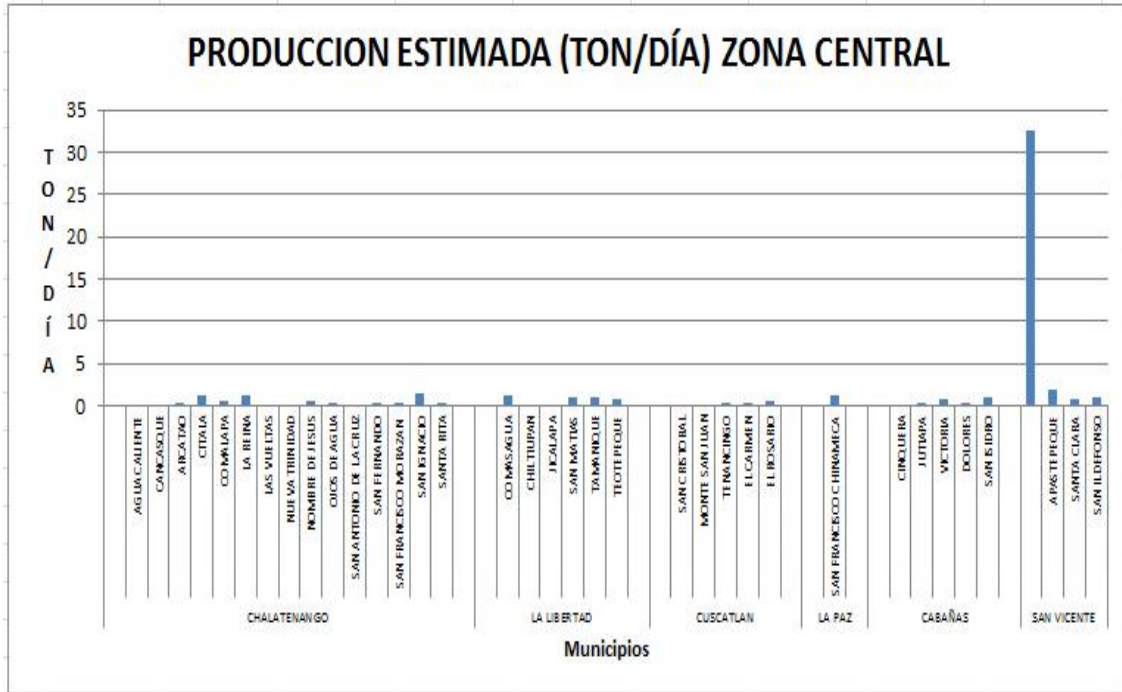 PRODUCCION ESTIMADA (TON/DÍA) ZONA CENTRAL
TON/DÍA
35
30
25
20
15
10
5
0
AGUA CALIENTE
CANCASQUE
ARCATAO
CITALA
COMALAPA
LA REINA
LAS VUELTAS
NUEVA TRINIDAD
NOMBRE DE JESUS
OJOS DE AGUA
SAN ANTONIO DE LA CRUZ
SAN FERNANDO
SAN FRANCISCO MORAZAN
SAN IGNACIO
SANTA RITA
COMASAGUA
CHILTIUPAN
JICALAPA
SAN MATIAS
TAMANIQUE
TEOTEPEQUE
SAN CRISTOBAL
MONTE SAN JUAN
TENANCINGO
EL CARMEN
EL ROSARIO
SAN FRANCISCO CHINAMECA
CINQUERA
JUTIAPA
VICTORIA
DOLORES
SAN ISIDRO
APASTEPEQUE
SANTA CLARA
SAN ILDEFONSO
CHALATENANGO
LA LIBERTAD
CUSCATLAN
LA PAZ
CABAÑAS
SAN VICENTE
Municipios